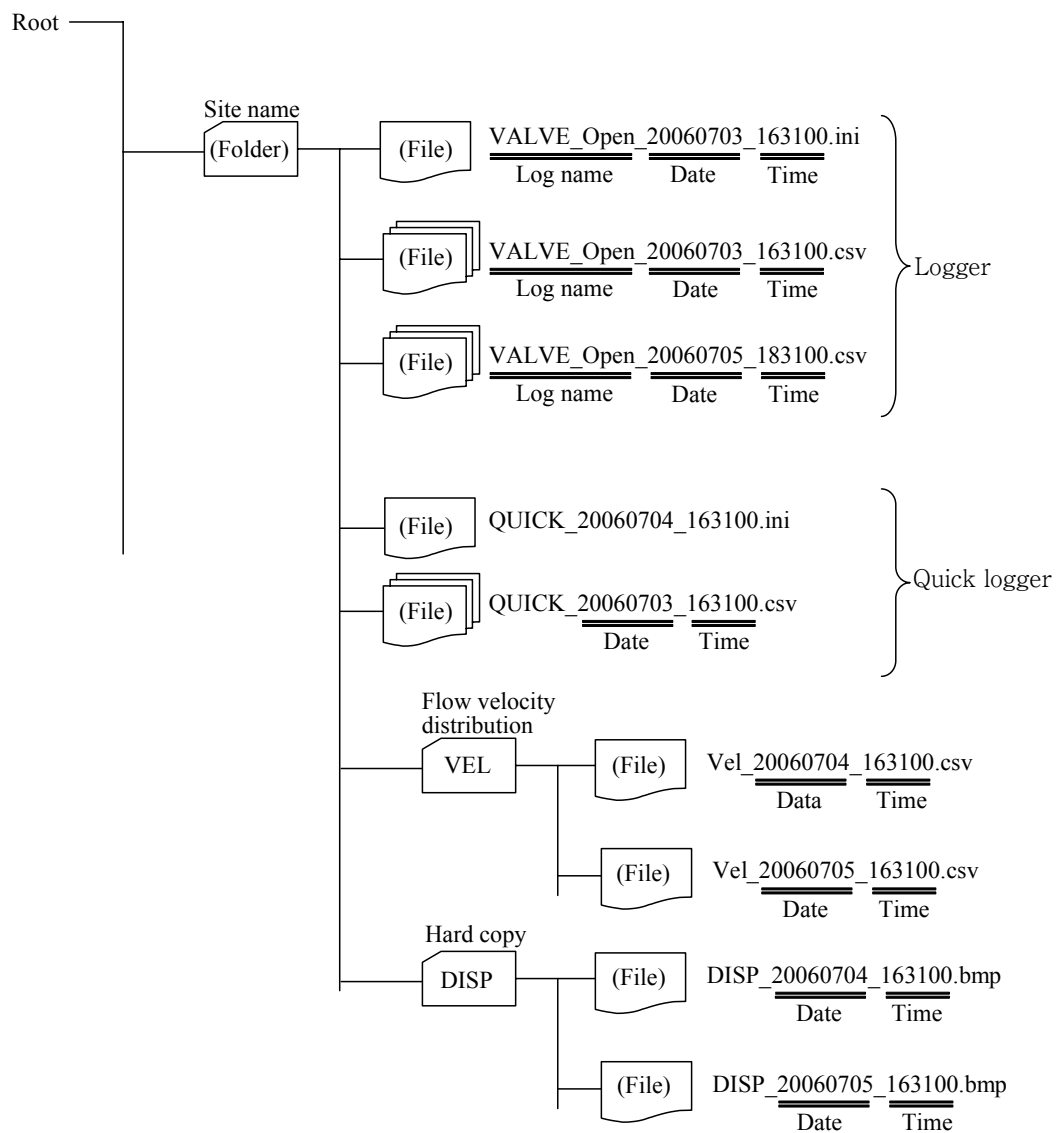 Root
Site name
(Folder)
(File)
VALVE_Open_20060703_163100.ini
Log name Date Time
(File)
VALVE_Open_20060703_163100.csv
Log name Date Time
Logger
(File)
VALVE_Open_20060705_183100.csv
Log name Date Time
(File)
QUICK_20060704_163100.ini
Quick logger
(File)
QUICK_20060703_163100.csv
Date Time
Flow velocity
distribution
VEL
(File)
Vel_20060704_163100.csv
Data Time
(File)
Vel_20060705_163100.csv
Date Time
Hard copy
DISP
(File)
DISP_20060704_163100.bmp
Date Time
(File)
DISP_20060705_163100.bmp
Date Time